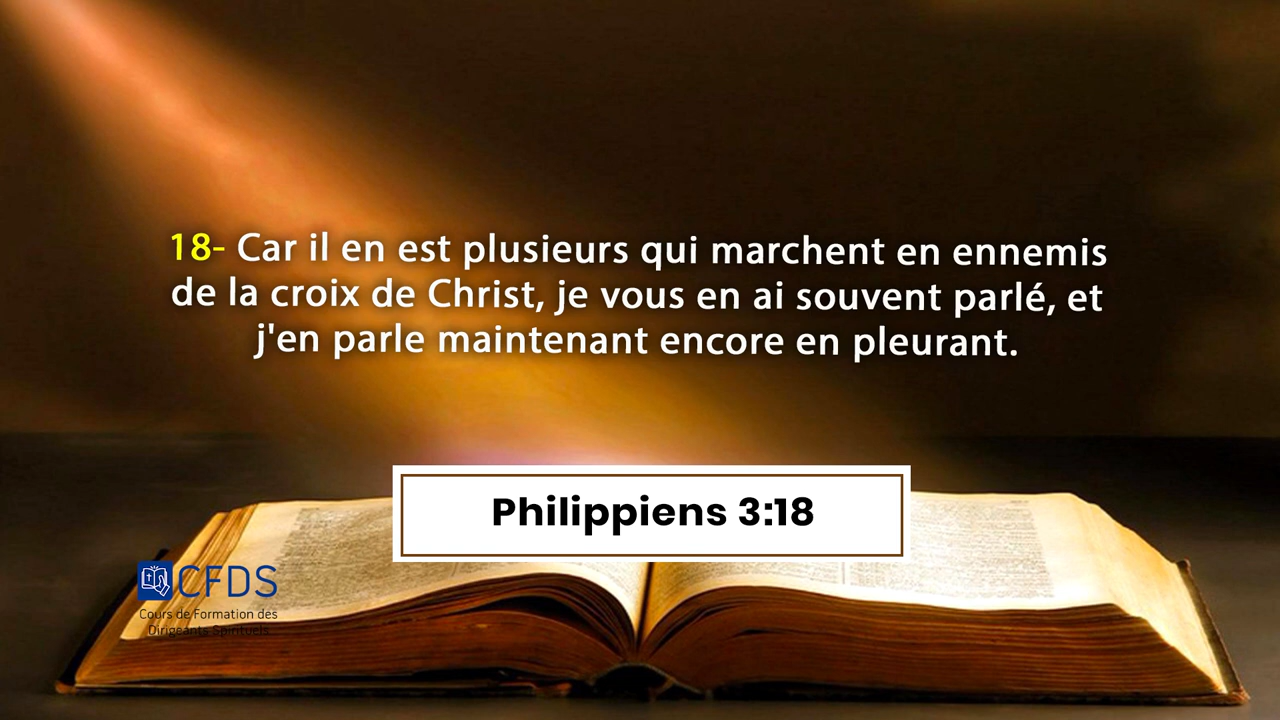 18- Car il en est plusieurs qui marchent en ennemis
de la croix de Christ, je vous en ai souvent parlé, et
j'en parle maintenant encore en pleurant.
Philippiens 3:18
CFDS
Cours de Formation des
Dirigeants Spirituels